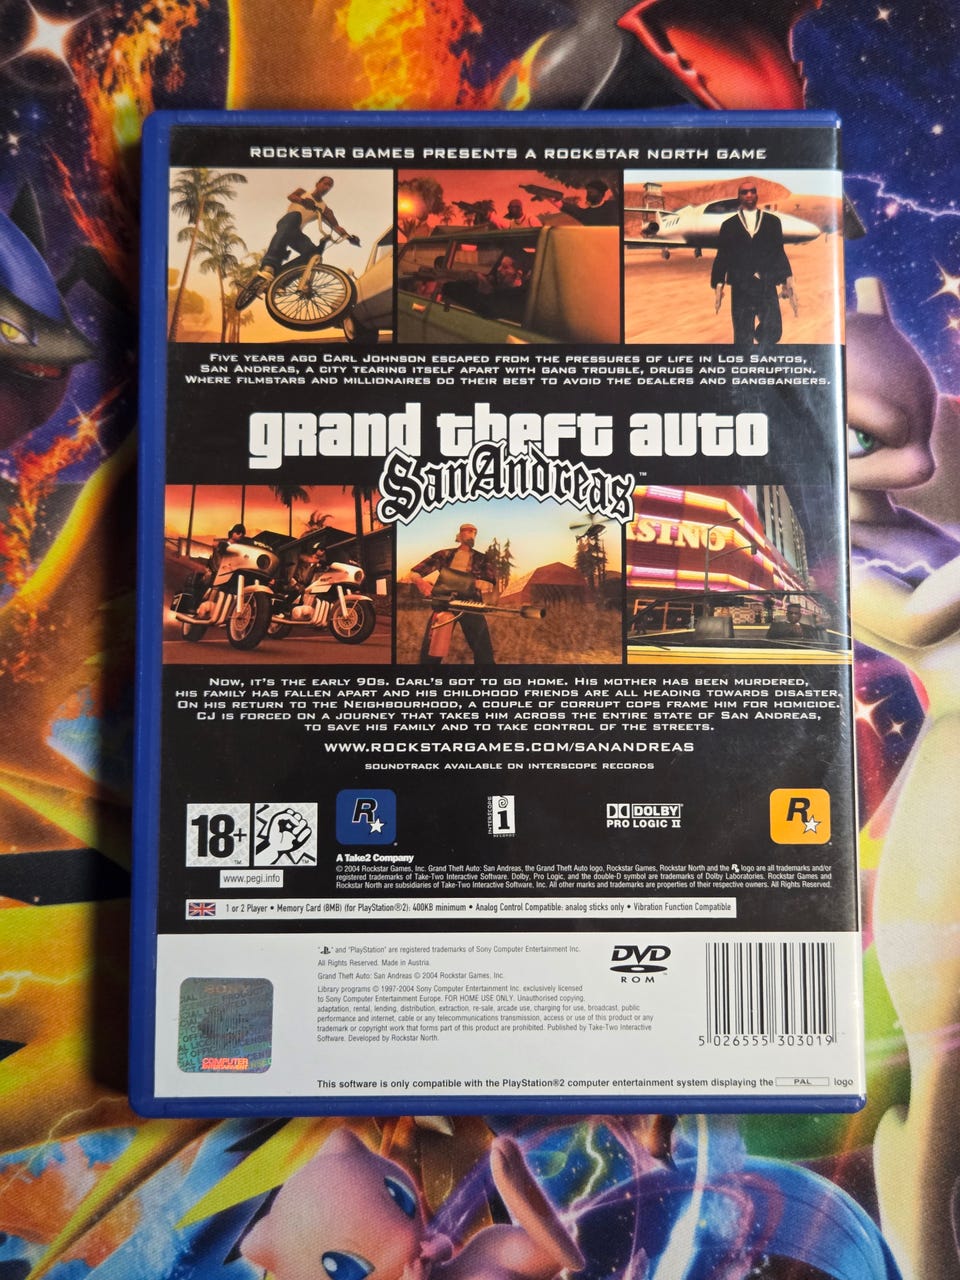 ROCKSTAR GAMES PRESENTS A ROCKSTAR NORTH GAME
FIVE YEARS AGO CARL JOHNSON ESCAPED FROM THE PRESSURES OF LIFE IN LOS SANTOS,
SAN ANDREAS, A CITY TEARING ITSELF APART WITH GANG TROUBLE, DRUGS AND CORRUPTION.
WHERE FILMSTARS AND MILLIONAIRES DO THEIR BEST TO AVOID THE DEALERS AND GANGBANGERS.
grand theft auto
San Andreas™
ASINO
NOW, IT'S THE EARLY 90S. CARL'S GOT TO GO HOME. HIS MOTHER HAS BEEN MURDERED,
HIS FAMILY HAS FALLEN APART AND HIS CHILDHOOD FRIENDS ARE ALL HEADING TOWARDS DISASTER.
ON HIS RETURN TO THE NEIGHBOURHOOD, A COUPLE OF CORRUPT COPS FRAME HIM FOR HOMICIDE.
CJ IS FORCED ON A JOURNEY THAT TAKES HIM ACROSS THE ENTIRE STATE OF SAN ANDREAS,
TO SAVE HIS FAMILY AND TO TAKE CONTROL OF THE STREETS.
WWW.ROCKSTARGAMES.COM/SANANDREAS
SOUNDTRACK AVAILABLE ON INTERSCOPE RECORDS
18+
www.pegi.info
R
INTERSCOPE RECORDS
DOLBY
PRO LOGIC II
R
A Take2 Company
© 2004 Rockstar Games, Inc. Grand Theft Auto: San Andreas, the Grand Theft Auto logo, Rockstar Games, Rockstar North and the R logo are all trademarks and/or
registered trademarks of Take-Two Interactive Software, Inc. Dolby, Pro Logic, and the double-D symbol are trademarks of Dolby Laboratories. Rockstar Games and
Rockstar North are subsidiaries of Take-Two Interactive Software, Inc. All other marks and trademarks are properties of their respective owners. All Rights Reserved.
1 or 2 Player • Memory Card (8MB) (for PlayStation®2): 400KB minimum • Analog Control Compatible: analog sticks only • Vibration Function Compatible
" " and "PlayStation" are registered trademarks of Sony Computer Entertainment Inc.
All Rights Reserved. Made in Austria.
Grand Theft Auto: San Andreas © 2004 Rockstar Games, Inc.
Library programs © 1997-2004 Sony Computer Entertainment Inc. exclusively licensed
to Sony Computer Entertainment Europe. FOR HOME USE ONLY. Unauthorised copying,
adaptation, rental, lending, distribution, extraction, re-sale, arcade use, charging for use, broadcast, public
performance and internet, cable or any telecommunications transmission, access or use of this product or any
trademark or copyright work that forms part of this product are prohibited. Published by Take-Two Interactive
Software. Developed by Rockstar North.
DVD
ROM
5 026555 303019
SONY
COMPUTER
ENTERTAINMENT
This software is only compatible with the PlayStation®2 computer entertainment system displaying the PAL logo